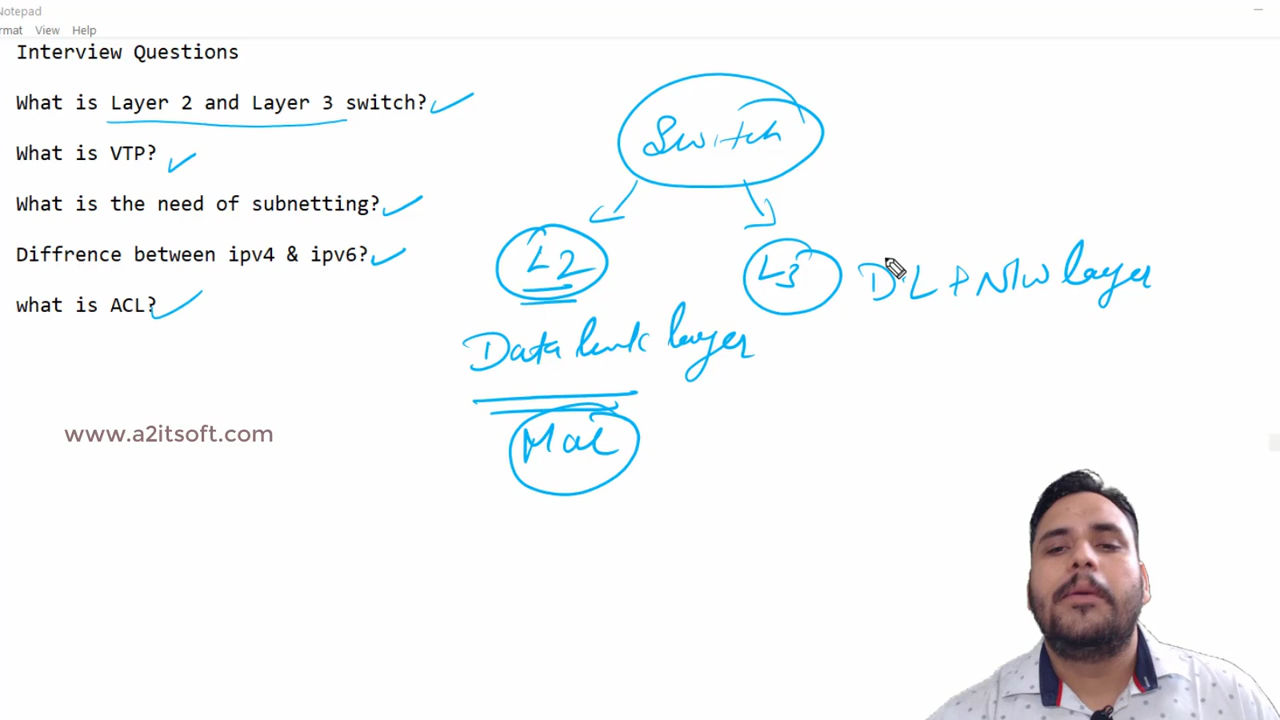 Notepad
rmat View Help
Interview Questions
What is Layer 2 and Layer 3 switch?
What is VTP?
What is the need of subnetting?
Diffrence between ipv4 & ipv6?
what is ACL?
www.a2itsoft.com
Switch
L2
L3
D.L + N/W layer
Data link layer
Mac